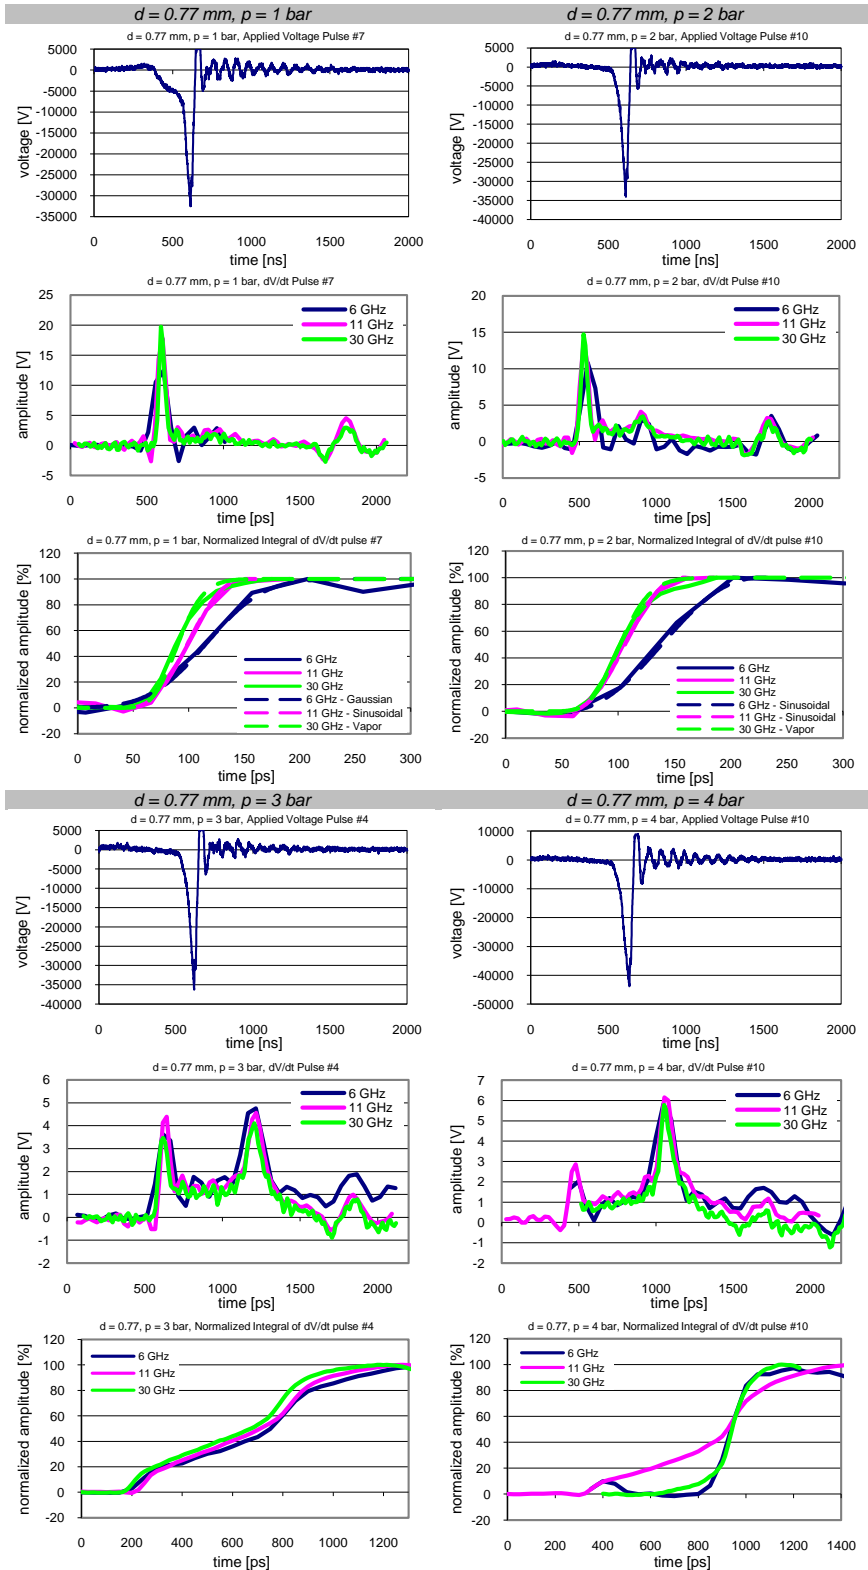 d = 0.77 mm, p = 1 bar
d = 0.77 mm, p = 1 bar, Applied Voltage Pulse #7
voltage [V]
5000
0
-5000
-10000
-15000
-20000
-25000
-30000
-35000
0 500 1000 1500 2000
time [ns]
d = 0.77 mm, p = 1 bar, dV/dt Pulse #7
amplitude [V]
25
20
15
10
5
0
-5
6 GHz
11 GHz
30 GHz
0 500 1000 1500 2000
time [ps]
d = 0.77 mm, p = 1 bar, Normalized Integral of dV/dt pulse #7
normalized amplitude [%]
120
100
80
60
40
20
0
-20
6 GHz
11 GHz
30 GHz
6 GHz - Gaussian
11 GHz - Sinusoidal
30 GHz - Vapor
0 50 100 150 200 250 300
time [ps]
d = 0.77 mm, p = 2 bar
d = 0.77 mm, p = 2 bar, Applied Voltage Pulse #10
voltage [V]
5000
0
-5000
-10000
-15000
-20000
-25000
-30000
-35000
-40000
0 500 1000 1500 2000
time [ns]
d = 0.77 mm, p = 2 bar, dV/dt Pulse #10
amplitude [V]
20
15
10
5
0
-5
6 GHz
11 GHz
30 GHz
0 500 1000 1500 2000
time [ps]
d = 0.77 mm, p = 2 bar, Normalized Integral of dV/dt pulse #10
normalized amplitude [%]
120
100
80
60
40
20
0
-20
6 GHz
11 GHz
30 GHz
6 GHz - Sinusoidal
11 GHz - Sinusoidal
30 GHz - Vapor
0 50 100 150 200 250 300
time [ps]
d = 0.77 mm, p = 3 bar
d = 0.77 mm, p = 3 bar, Applied Voltage Pulse #4
voltage [V]
5000
0
-5000
-10000
-15000
-20000
-25000
-30000
-35000
-40000
0 500 1000 1500 2000
time [ns]
d = 0.77 mm, p = 3 bar, dV/dt Pulse #4
amplitude [V]
6
5
4
3
2
1
0
-1
-2
6 GHz
11 GHz
30 GHz
0 500 1000 1500 2000
time [ps]
d = 0.77, p = 3 bar, Normalized Integral of dV/dt pulse #4
normalized amplitude [%]
120
100
80
60
40
20
0
-20
6 GHz
11 GHz
30 GHz
0 200 400 600 800 1000 1200
time [ps]
d = 0.77 mm, p = 4 bar
d = 0.77 mm, p = 4 bar, Applied Voltage Pulse #10
voltage [V]
10000
0
-10000
-20000
-30000
-40000
-50000
0 500 1000 1500 2000
time [ns]
d = 0.77 mm, p = 4 bar, dV/dt Pulse #10
amplitude [V]
7
6
5
4
3
2
1
0
-1
-2
6 GHz
11 GHz
30 GHz
0 500 1000 1500 2000
time [ps]
d = 0.77, p = 4 bar, Normalized Integral of dV/dt pulse #10
normalized amplitude [%]
120
100
80
60
40
20
0
-20
6 GHz
11 GHz
30 GHz
0 200 400 600 800 1000 1200 1400
time [ps]